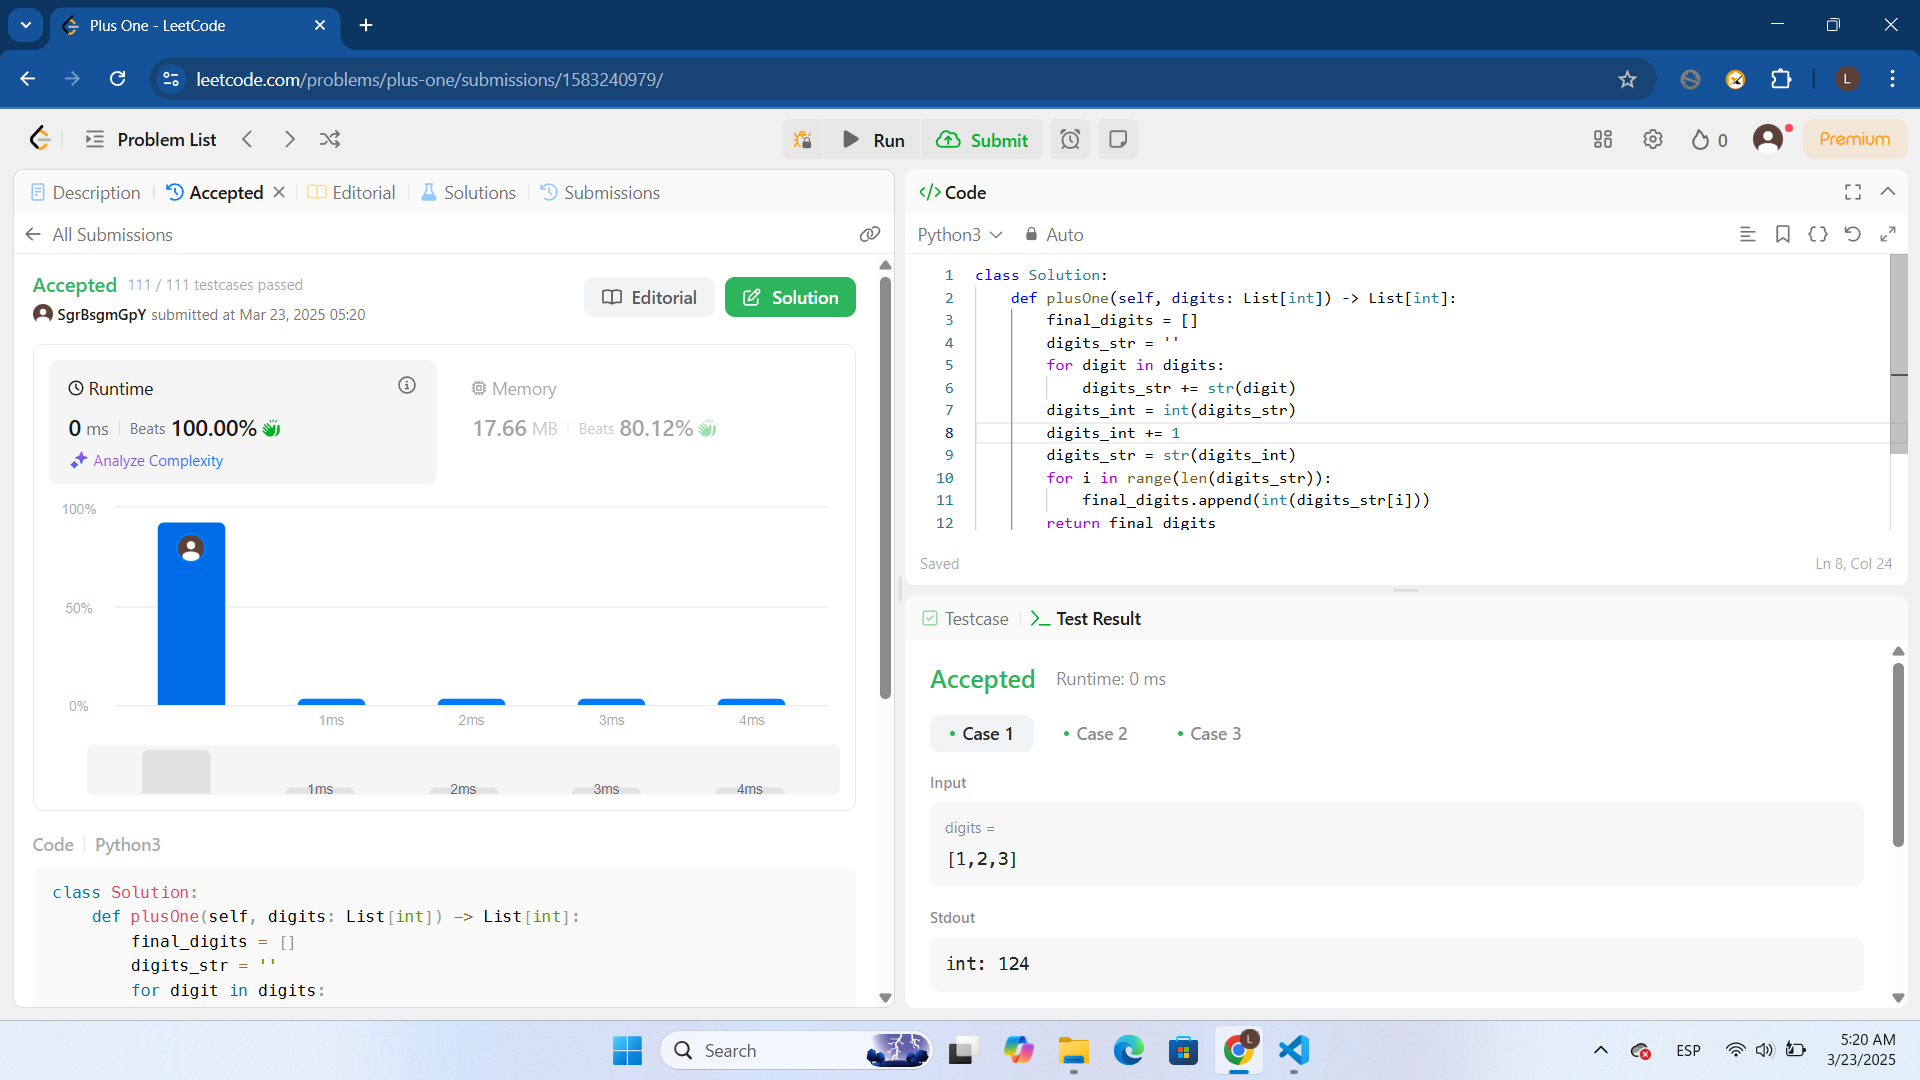 Plus One - LeetCode
leetcode.com/problems/plus-one/submissions/1583240979/
L
Problem List
Run
Submit
0
Premium
Description
Accepted
Editorial
Solutions
Submissions
All Submissions
Accepted 111 / 111 testcases passed
SgrBsgmGpY submitted at Mar 23, 2025 05:20
Editorial
Solution
Runtime
0 ms Beats 100.00%
Analyze Complexity
Memory
17.66 MB Beats 80.12%
100%
50%
0%
1ms 2ms 3ms 4ms
1ms 2ms 3ms 4ms
Code Python3
class Solution:
    def plusOne(self, digits: List[int]) -> List[int]:
        final_digits = []
        digits_str = ''
        for digit in digits:
</> Code
Python3
Auto
1 class Solution:
2     def plusOne(self, digits: List[int]) -> List[int]:
3         final_digits = []
4         digits_str = ''
5         for digit in digits:
6             digits_str += str(digit)
7         digits_int = int(digits_str)
8         digits_int += 1
9         digits_str = str(digits_int)
10         for i in range(len(digits_str)):
11             final_digits.append(int(digits_str[i]))
12         return final_digits
Saved
Ln 8, Col 24
Testcase
Test Result
Accepted Runtime: 0 ms
• Case 1 • Case 2 • Case 3
Input
digits =
[1,2,3]
Stdout
int: 124
Search
L
ESP
5:20 AM
3/23/2025